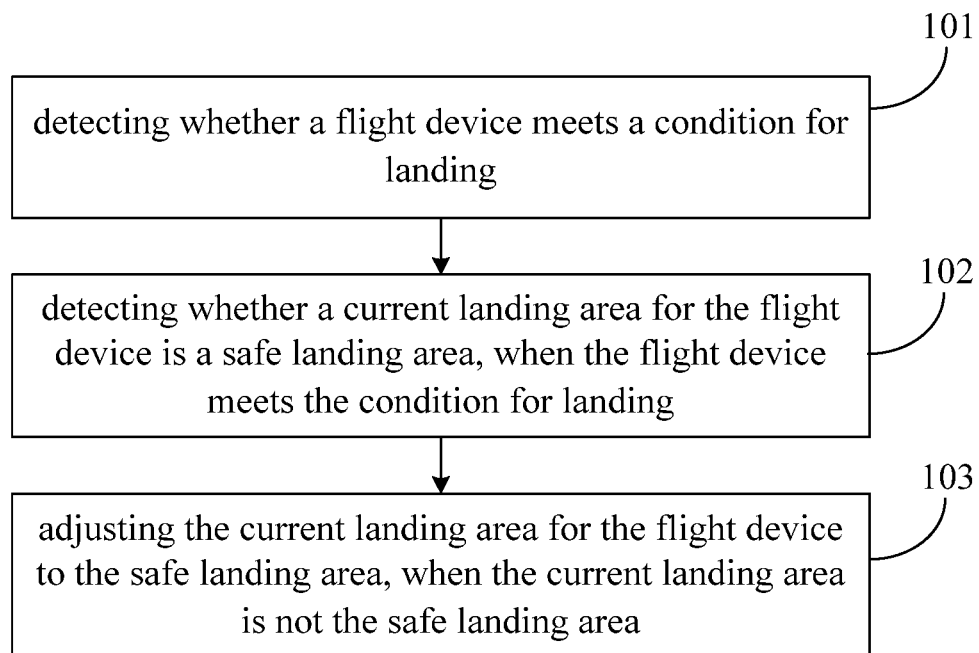 101
detecting whether a flight device meets a condition for
landing
102
detecting whether a current landing area for the flight
device is a safe landing area, when the flight device
meets the condition for landing
103
adjusting the current landing area for the flight device
to the safe landing area, when the current landing area
is not the safe landing area